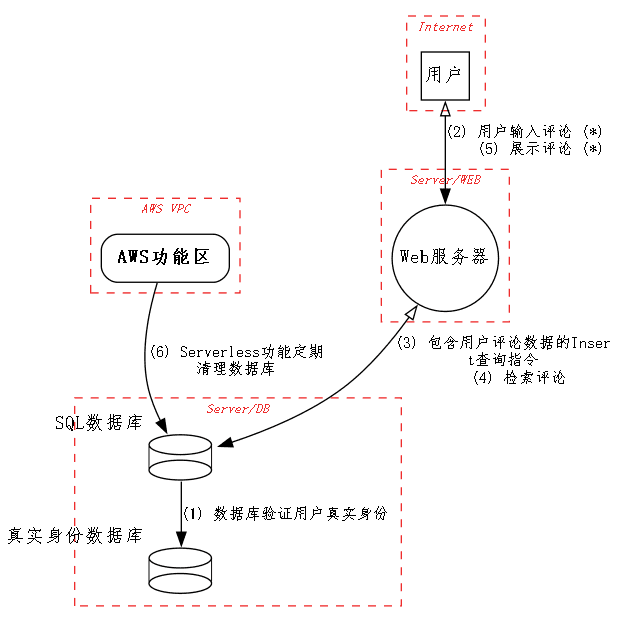 Internet
用户
(2) 用户输入评论 (*)
(5) 展示评论 (*)
Server/WEB
AWS VPC
AWS功能区
Web服务器
(3) 包含用户评论数据的Inser
t查询指令
(4) 检索评论
(6) Serverless功能定期
清理数据库
Server/DB
SQL数据库
(1) 数据库验证用户真实身份
真实身份数据库